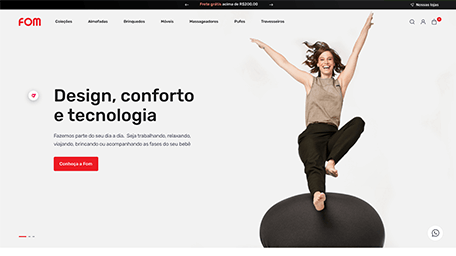 Frete grátis acima de R$200,00
Nossas lojas
FOM
Coleções Almofadas Brinquedos Móveis Massageadores Pufes Travesseiros
0
Design, conforto
e tecnologia
Fazemos parte do seu dia a dia. Seja trabalhando, relaxando,
viajando, brincando ou acompanhando as fases do seu bebê
Conheça a Fom